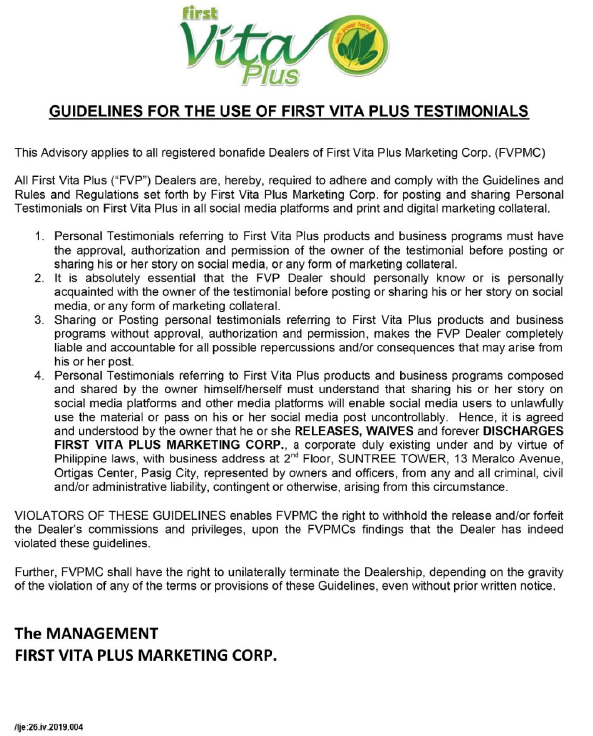 first
Vita
Plus
with power herbs
GUIDELINES FOR THE USE OF FIRST VITA PLUS TESTIMONIALS
This Advisory applies to all registered bonafide Dealers of First Vita Plus Marketing Corp. (FVPMC)
All First Vita Plus (“FVP”) Dealers are, hereby, required to adhere and comply with the Guidelines and
Rules and Regulations set forth by First Vita Plus Marketing Corp. for posting and sharing Personal
Testimonials on First Vita Plus in all social media platforms and print and digital marketing collateral.
1. Personal Testimonials referring to First Vita Plus products and business programs must have
the approval, authorization and permission of the owner of the testimonial before posting or
sharing his or her story on social media, or any form of marketing collateral.
2. It is absolutely essential that the FVP Dealer should personally know or is personally
acquainted with the owner of the testimonial before posting or sharing his or her story on social
media, or any form of marketing collateral.
3. Sharing or Posting personal testimonials referring to First Vita Plus products and business
programs without approval, authorization and permission, makes the FVP Dealer completely
liable and accountable for all possible repercussions and/or consequences that may arise from
his or her post.
4. Personal Testimonials referring to First Vita Plus products and business programs composed
and shared by the owner himself/herself must understand that sharing his or her story on
social media platforms and other media platforms will enable social media users to unlawfully
use the material or pass on his or her social media post uncontrollably. Hence, it is agreed
and understood by the owner that he or she RELEASES, WAIVES and forever DISCHARGES
FIRST VITA PLUS MARKETING CORP., a corporate duly existing under and by virtue of
Philippine laws, with business address at 2nd Floor, SUNTREE TOWER, 13 Meralco Avenue,
Ortigas Center, Pasig City, represented by owners and officers, from any and all criminal, civil
and/or administrative liability, contingent or otherwise, arising from this circumstance.
VIOLATORS OF THESE GUIDELINES enables FVPMC the right to withhold the release and/or forfeit
the Dealer’s commissions and privileges, upon the FVPMCs findings that the Dealer has indeed
violated these guidelines.
Further, FVPMC shall have the right to unilaterally terminate the Dealership, depending on the gravity
of the violation of any of the terms or provisions of these Guidelines, even without prior written notice.
The MANAGEMENT
FIRST VITA PLUS MARKETING CORP.
/lje:26.iv.2019.004